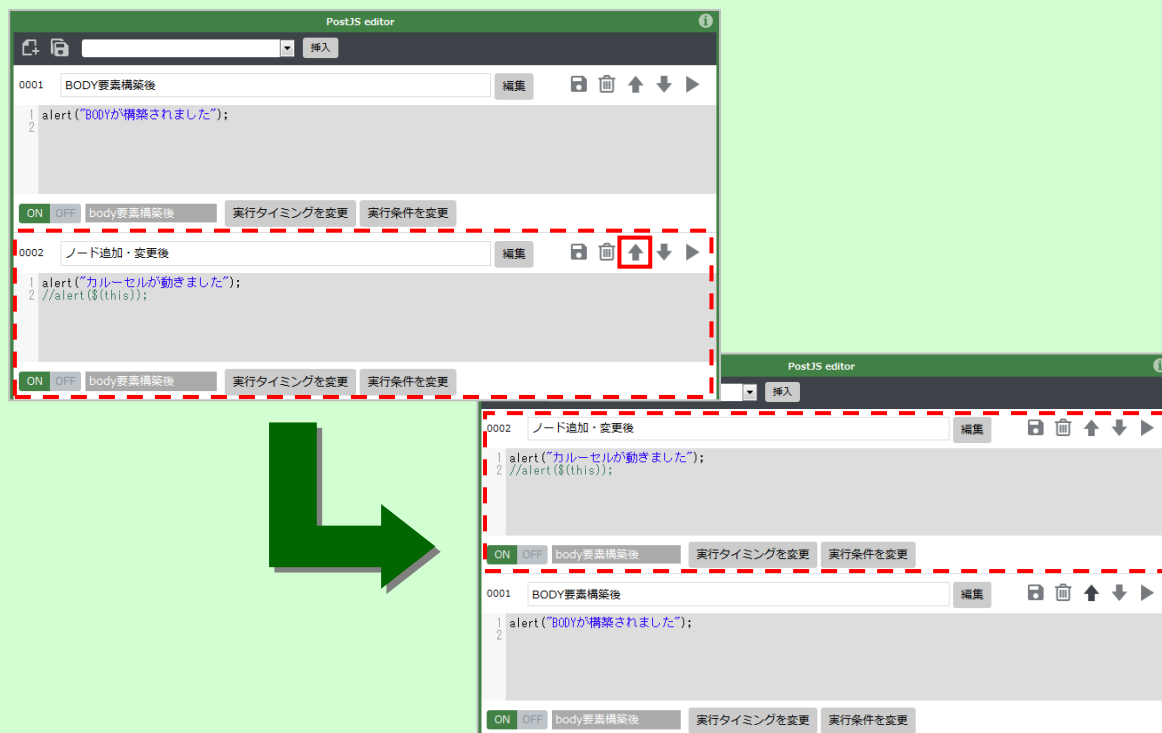 PostJS editor
挿入
0001 BODY要素構築後 編集
1 alert("BODYが構築されました");
2
ON OFF body要素構築後 実行タイミングを変更 実行条件を変更
0002 ノード追加・変更後 編集
1 alert("カルーセルが動きました");
2 //alert($(this));
ON OFF body要素構築後 実行タイミングを変更 実行条件を変更
PostJS editor
挿入
0002 ノード追加・変更後 編集
1 alert("カルーセルが動きました");
2 //alert($(this));
ON OFF body要素構築後 実行タイミングを変更 実行条件を変更
0001 BODY要素構築後 編集
1 alert("BODYが構築されました");
2
ON OFF body要素構築後 実行タイミングを変更 実行条件を変更